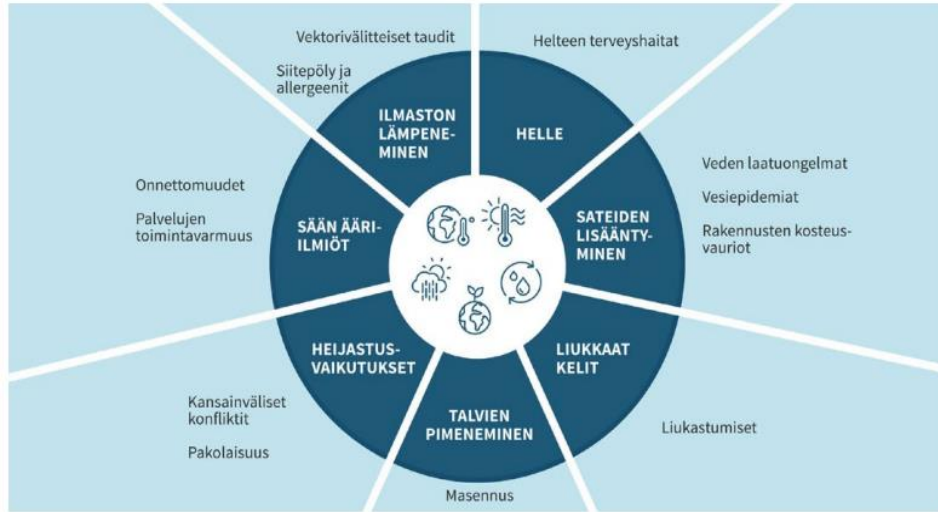 Vektorivälitteiset taudit
Siitepöly ja
allergeenit
ILMASTON
LÄMPENE-
MINEN
Helteen terveyshaitat
HELLE
Veden laatuongelmat
Vesiepidemiat
Rakennusten kosteus-
vauriot
SATEIDEN
LISÄÄNTY-
MINEN
Onnettomuudet
Palvelujen
toimintavarmuus
SÄÄN ÄÄRI-
ILMIÖT
HEIJASTUS-
VAIKUTUKSET
Kansainväliset
konfliktit
Pakolaisuus
LIUKKAAT
KELIT
Liukastumiset
TALVIEN
PIMENEMINEN
Masennus